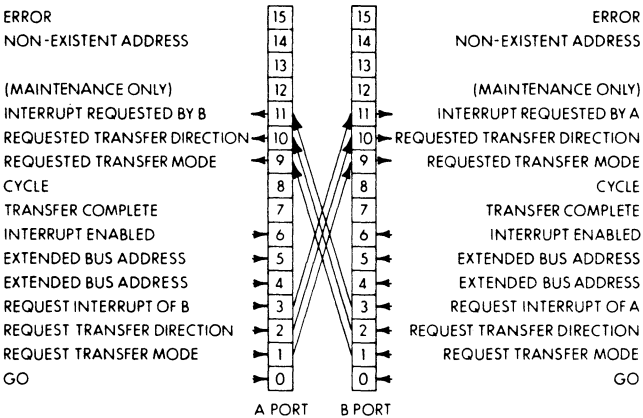 ERROR 15 15 ERROR
NON-EXISTENT ADDRESS 14 14 NON-EXISTENT ADDRESS
13 13
(MAINTENANCE ONLY) 12 12 (MAINTENANCE ONLY)
INTERRUPT REQUESTED BY B 11 11 INTERRUPT REQUESTED BY A
REQUESTED TRANSFER DIRECTION 10 10 REQUESTED TRANSFER DIRECTION
REQUESTED TRANSFER MODE 9 9 REQUESTED TRANSFER MODE
CYCLE 8 8 CYCLE
TRANSFER COMPLETE 7 7 TRANSFER COMPLETE
INTERRUPT ENABLED 6 6 INTERRUPT ENABLED
EXTENDED BUS ADDRESS 5 5 EXTENDED BUS ADDRESS
EXTENDED BUS ADDRESS 4 4 EXTENDED BUS ADDRESS
REQUEST INTERRUPT OF B 3 3 REQUEST INTERRUPT OF A
REQUEST TRANSFER DIRECTION 2 2 REQUEST TRANSFER DIRECTION
REQUEST TRANSFER MODE 1 1 REQUEST TRANSFER MODE
GO 0 0 GO
A PORT B PORT